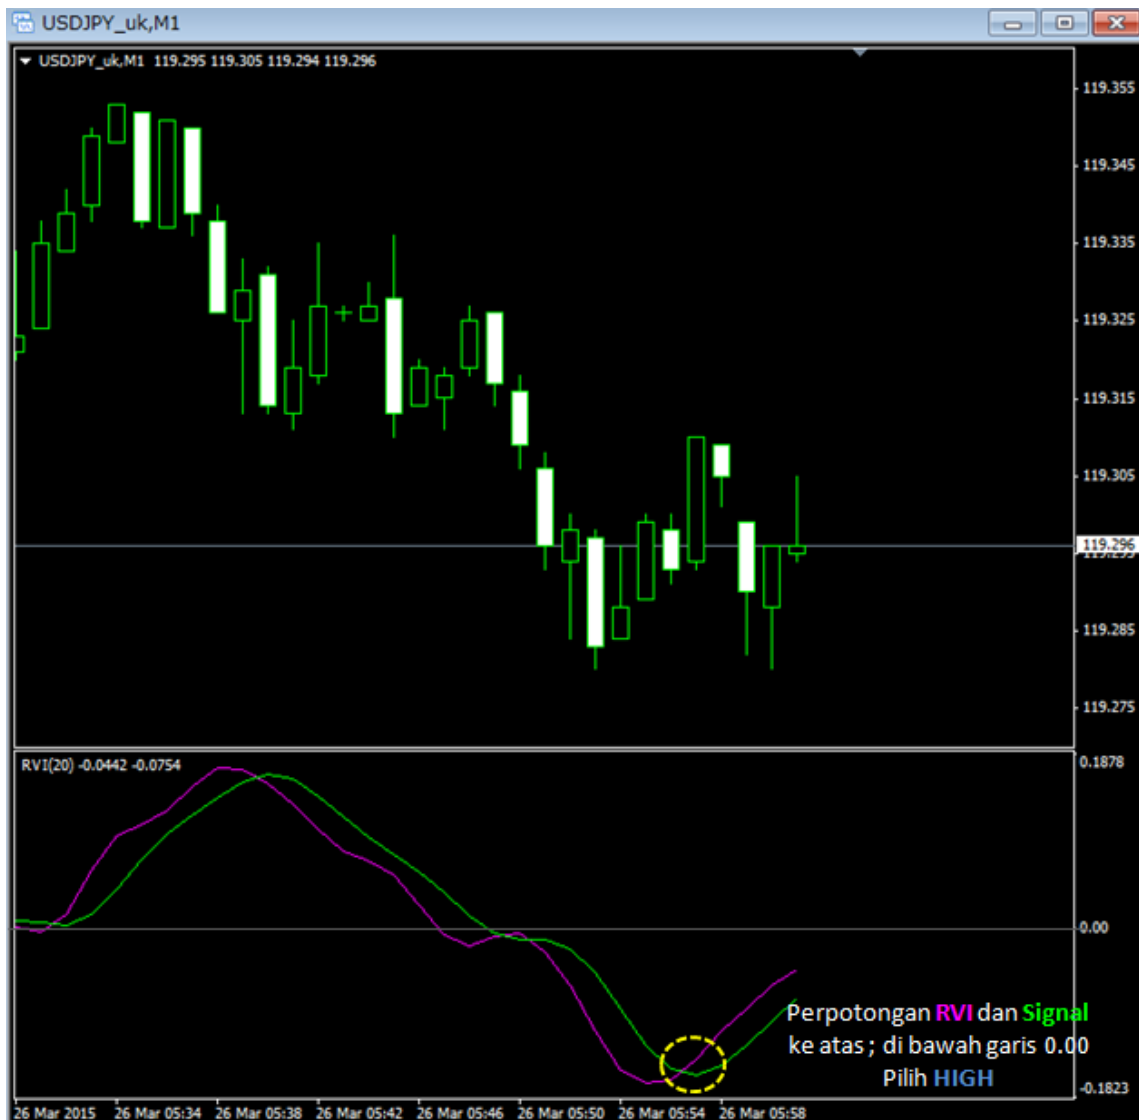 USDJPY_uk,M1
USDJPY_uk,M1 119.295 119.305 119.294 119.296
119.355
119.345
119.335
119.325
119.315
119.305
119.296
119.295
119.285
119.275
RVI(20) -0.0442 -0.0754
0.1878
0.00
Perpotongan RVI dan Signal
ke atas ; di bawah garis 0.00
Pilih HIGH
-0.1823
26 Mar 2015 26 Mar 05:34 26 Mar 05:38 26 Mar 05:42 26 Mar 05:46 26 Mar 05:50 26 Mar 05:54 26 Mar 05:58